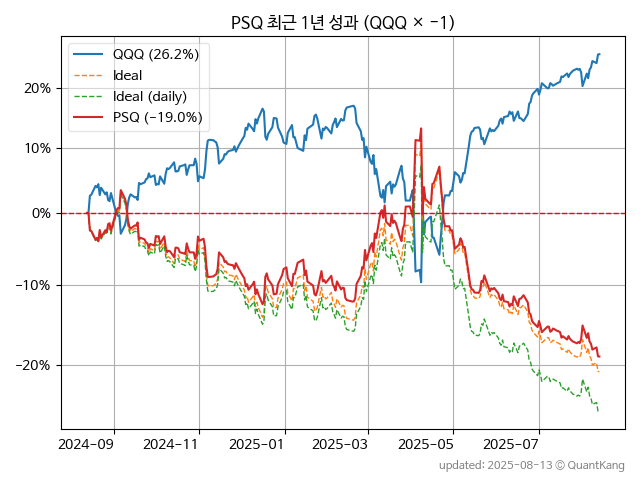 PSQ 최근 1년 성과 (QQQ × −1)
QQQ (26.2%)
Ideal
Ideal (daily)
PSQ (−19.0%)
20%
10%
0%
−10%
−20%
2024-09
2024-11
2025-01
2025-03
2025-05
2025-07
updated: 2025-08-13 © QuantKang